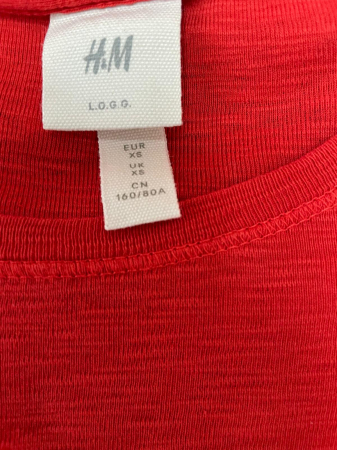 H&M
L.O.G.G.
EUR
XS
UK
XS
CN
160/80A